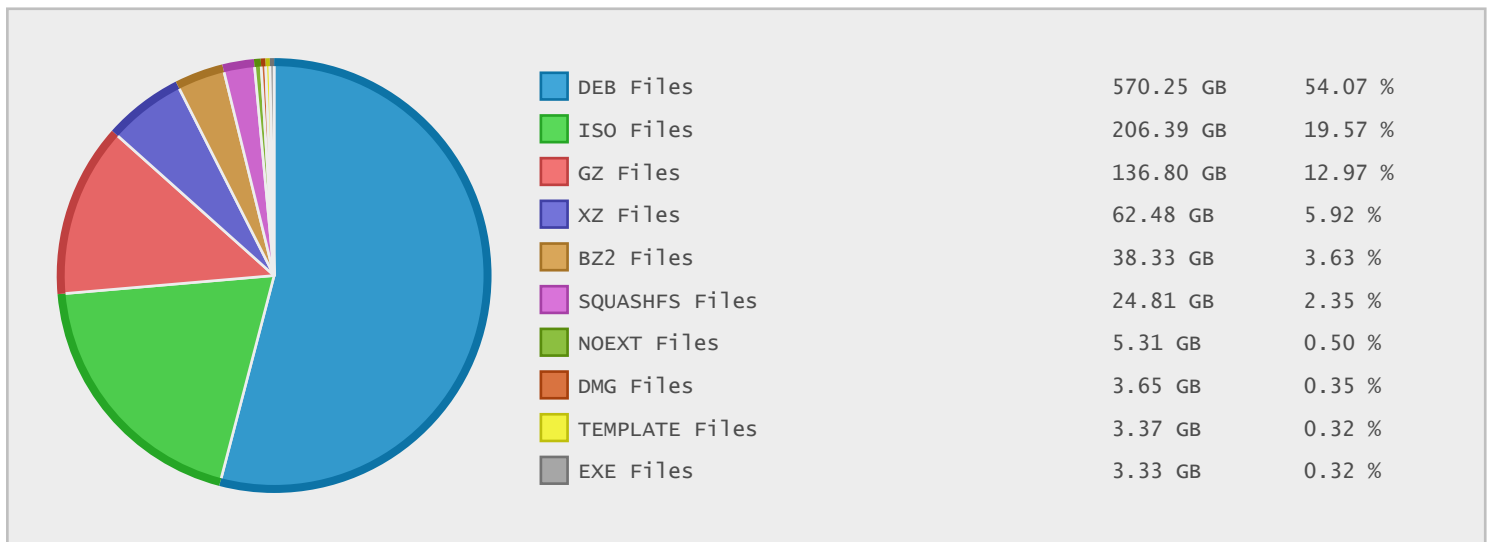 DEB Files 570.25 GB 54.07 %
ISO Files 206.39 GB 19.57 %
GZ Files 136.80 GB 12.97 %
XZ Files 62.48 GB 5.92 %
BZ2 Files 38.33 GB 3.63 %
SQUASHFS Files 24.81 GB 2.35 %
NOEXT Files 5.31 GB 0.50 %
DMG Files 3.65 GB 0.35 %
TEMPLATE Files 3.37 GB 0.32 %
EXE Files 3.33 GB 0.32 %